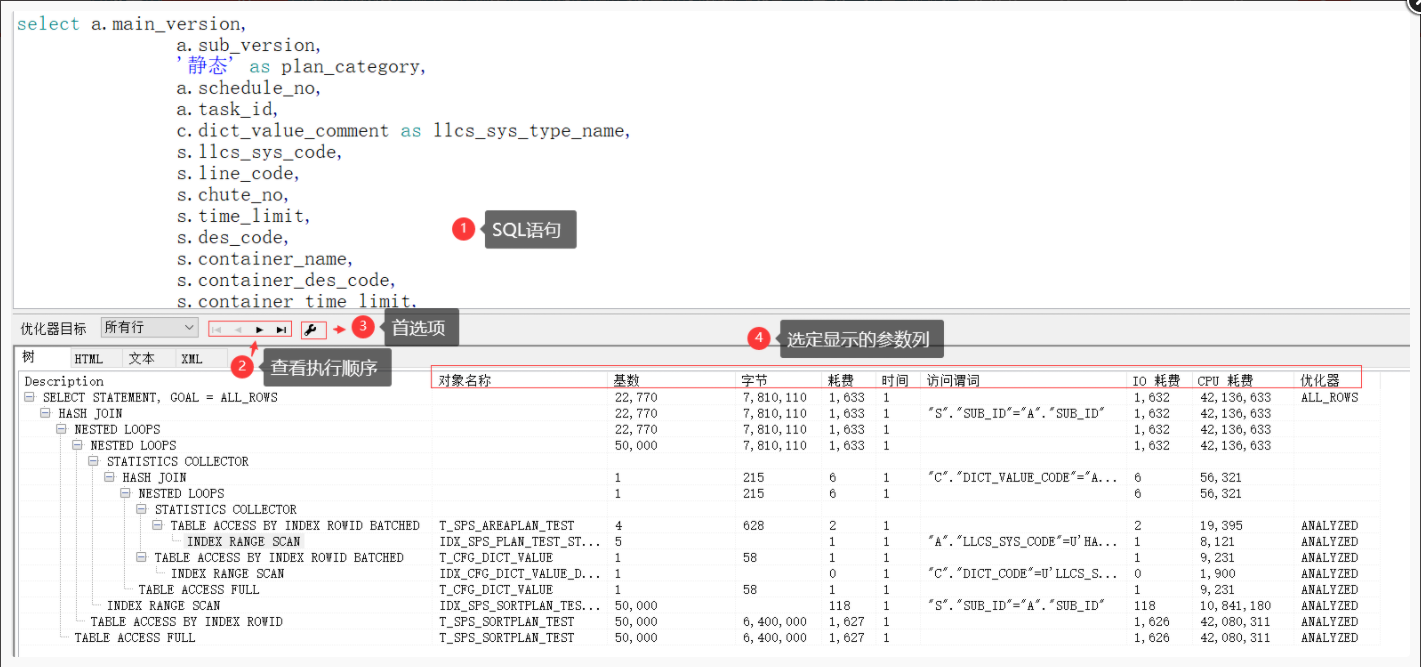 select a.main_version,
a.sub_version,
'静态' as plan_category,
a.schedule_no,
a.task_id,
c.dict_value_comment as llcs_sys_type_name,
s.llcs_sys_code,
s.line_code,
s.chute_no,
s.time_limit,
s.des_code,
s.container_name,
s.container_des_code,
s.container_time_limit,
1 SQL语句
优化器目标 所有行 3 首选项
4 选定显示的参数列
2 查看执行顺序
树 HTML 文本 XML
Description 对象名称 基数 字节 耗费 时间 访问谓词 IO 耗费 CPU 耗费 优化器
SELECT STATEMENT, GOAL = ALL_ROWS 22,770 7,810,110 1,633 1 1,632 42,136,633 ALL_ROWS
HASH JOIN 22,770 7,810,110 1,633 1 "S"."SUB_ID"="A"."SUB_ID" 1,632 42,136,633
NESTED LOOPS 22,770 7,810,110 1,633 1 1,632 42,136,633
NESTED LOOPS 50,000 7,810,110 1,633 1 1,632 42,136,633
STATISTICS COLLECTOR
HASH JOIN 1 215 6 1 "C"."DICT_VALUE_CODE"="A... 6 56,321
NESTED LOOPS 1 215 6 1 6 56,321
STATISTICS COLLECTOR
TABLE ACCESS BY INDEX ROWID BATCHED T_SPS_AREAPLAN_TEST 4 628 2 1 2 19,395 ANALYZED
INDEX RANGE SCAN IDX_SPS_PLAN_TEST_ST... 5 1 1 "A"."LLCS_SYS_CODE"=U'HA... 1 8,121 ANALYZED
TABLE ACCESS BY INDEX ROWID BATCHED T_CFG_DICT_VALUE 1 58 1 1 1 9,231 ANALYZED
INDEX RANGE SCAN IDX_CFG_DICT_VALUE_D... 1 0 1 "C"."DICT_CODE"=U'LLCS_S... 0 1,900 ANALYZED
TABLE ACCESS FULL T_CFG_DICT_VALUE 1 58 1 1 1 9,231 ANALYZED
INDEX RANGE SCAN IDX_SPS_SORTPLAN_TES... 50,000 118 1 "S"."SUB_ID"="A"."SUB_ID" 118 10,841,180 ANALYZED
TABLE ACCESS BY INDEX ROWID T_SPS_SORTPLAN_TEST 50,000 6,400,000 1,627 1 1,626 42,080,311 ANALYZED
TABLE ACCESS FULL T_SPS_SORTPLAN_TEST 50,000 6,400,000 1,627 1 1,626 42,080,311 ANALYZED